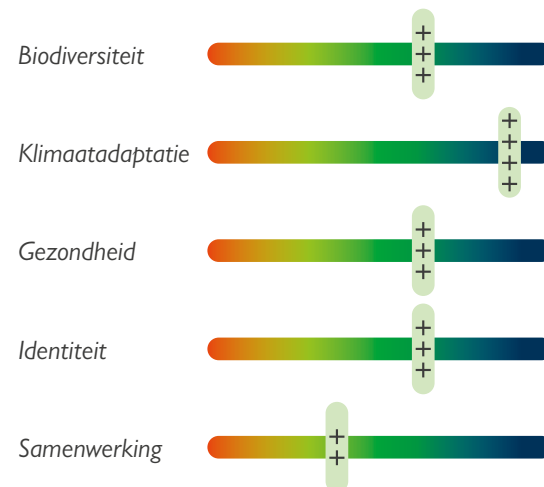 Biodiversiteit +++
Klimaatadaptatie ++++
Gezondheid +++
Identiteit +++
Samenwerking ++